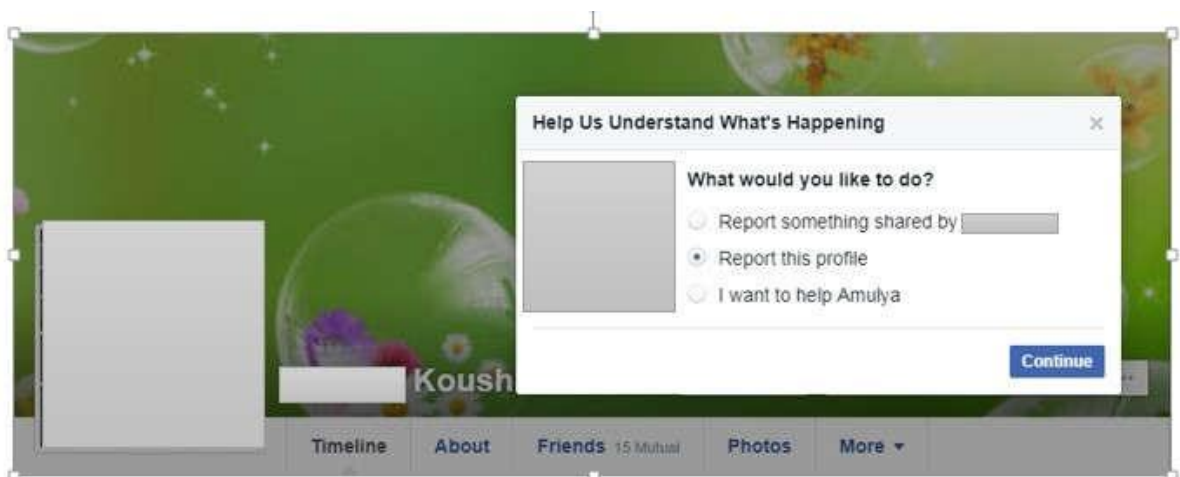 Help Us Understand What's Happening
What would you like to do?
Report something shared by
Report this profile
I want to help Amulya
Continue
Koush
Timeline About Friends 15 Mutual Photos More